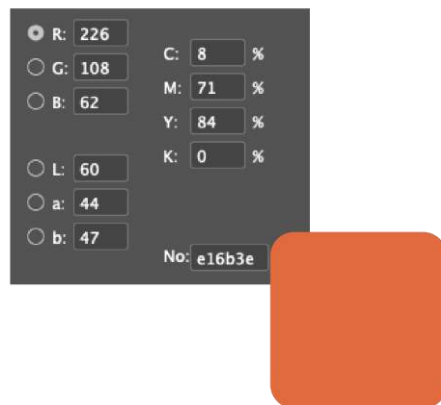 R: 226
G: 108
B: 62
L: 60
a: 44
b: 47
C: 8 %
M: 71 %
Y: 84 %
K: 0 %
No: e16b3e